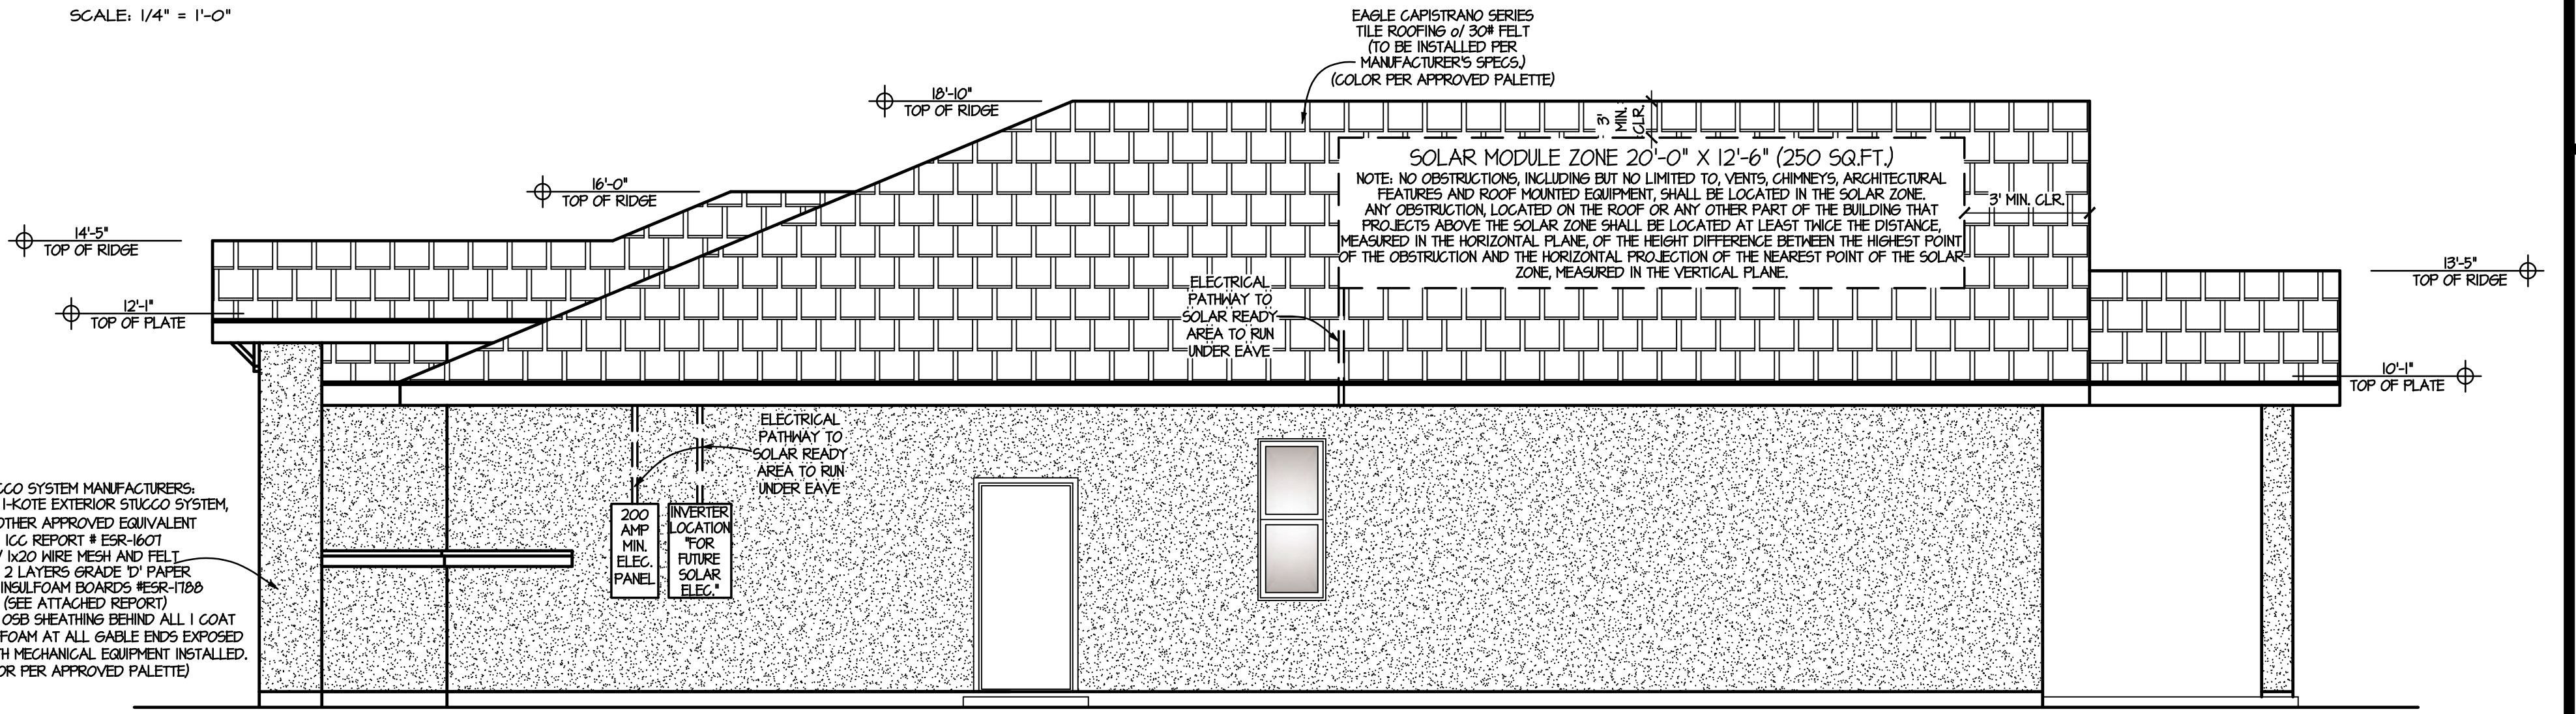 SCALE: 1/4" = 1'-0"
EAGLE CAPISTRANO SERIES
TILE ROOFING o/ 30# FELT
(TO BE INSTALLED PER
MANUFACTURER'S SPECS.)
(COLOR PER APPROVED PALETTE)
18'-10"
TOP OF RIDGE
3'
MIN.
CLR.
16'-0"
TOP OF RIDGE
14'-5"
TOP OF RIDGE
12'-1"
TOP OF PLATE
SOLAR MODULE ZONE 20'-0" X 12'-6" (250 SQ.FT.)
NOTE: NO OBSTRUCTIONS, INCLUDING BUT NO LIMITED TO, VENTS, CHIMNEYS, ARCHITECTURAL
FEATURES AND ROOF MOUNTED EQUIPMENT, SHALL BE LOCATED IN THE SOLAR ZONE.
ANY OBSTRUCTION, LOCATED ON THE ROOF OR ANY OTHER PART OF THE BUILDING THAT
PROJECTS ABOVE THE SOLAR ZONE SHALL BE LOCATED AT LEAST TWICE THE DISTANCE,
MEASURED IN THE HORIZONTAL PLANE, OF THE HEIGHT DIFFERENCE BETWEEN THE HIGHEST POINT
OF THE OBSTRUCTION AND THE HORIZONTAL PROJECTION OF THE NEAREST POINT OF THE SOLAR
ZONE, MEASURED IN THE VERTICAL PLANE.
3' MIN. CLR.
13'-5"
TOP OF RIDGE
10'-1"
TOP OF PLATE
ELECTRICAL
PATHWAY TO
SOLAR READY
AREA TO RUN
UNDER EAVE
ELECTRICAL
PATHWAY TO
SOLAR READY
AREA TO RUN
UNDER EAVE
200
AMP
MIN.
ELEC.
PANEL
INVERTER
LOCATION
"FOR
FUTURE
SOLAR
ELEC."
SYSTEM MANUFACTURERS:
1-KOTE EXTERIOR STUCCO SYSTEM,
OTHER APPROVED EQUIVALENT
ICC REPORT # ESR-1607
1x20 WIRE MESH AND FELT
2 LAYERS GRADE 'D' PAPER
INSULFOAM BOARDS #ESR-1788
(SEE ATTACHED REPORT)
OSB SHEATHING BEHIND ALL 1 COAT
FOAM AT ALL GABLE ENDS EXPOSED
MECHANICAL EQUIPMENT INSTALLED.
PER APPROVED PALETTE)